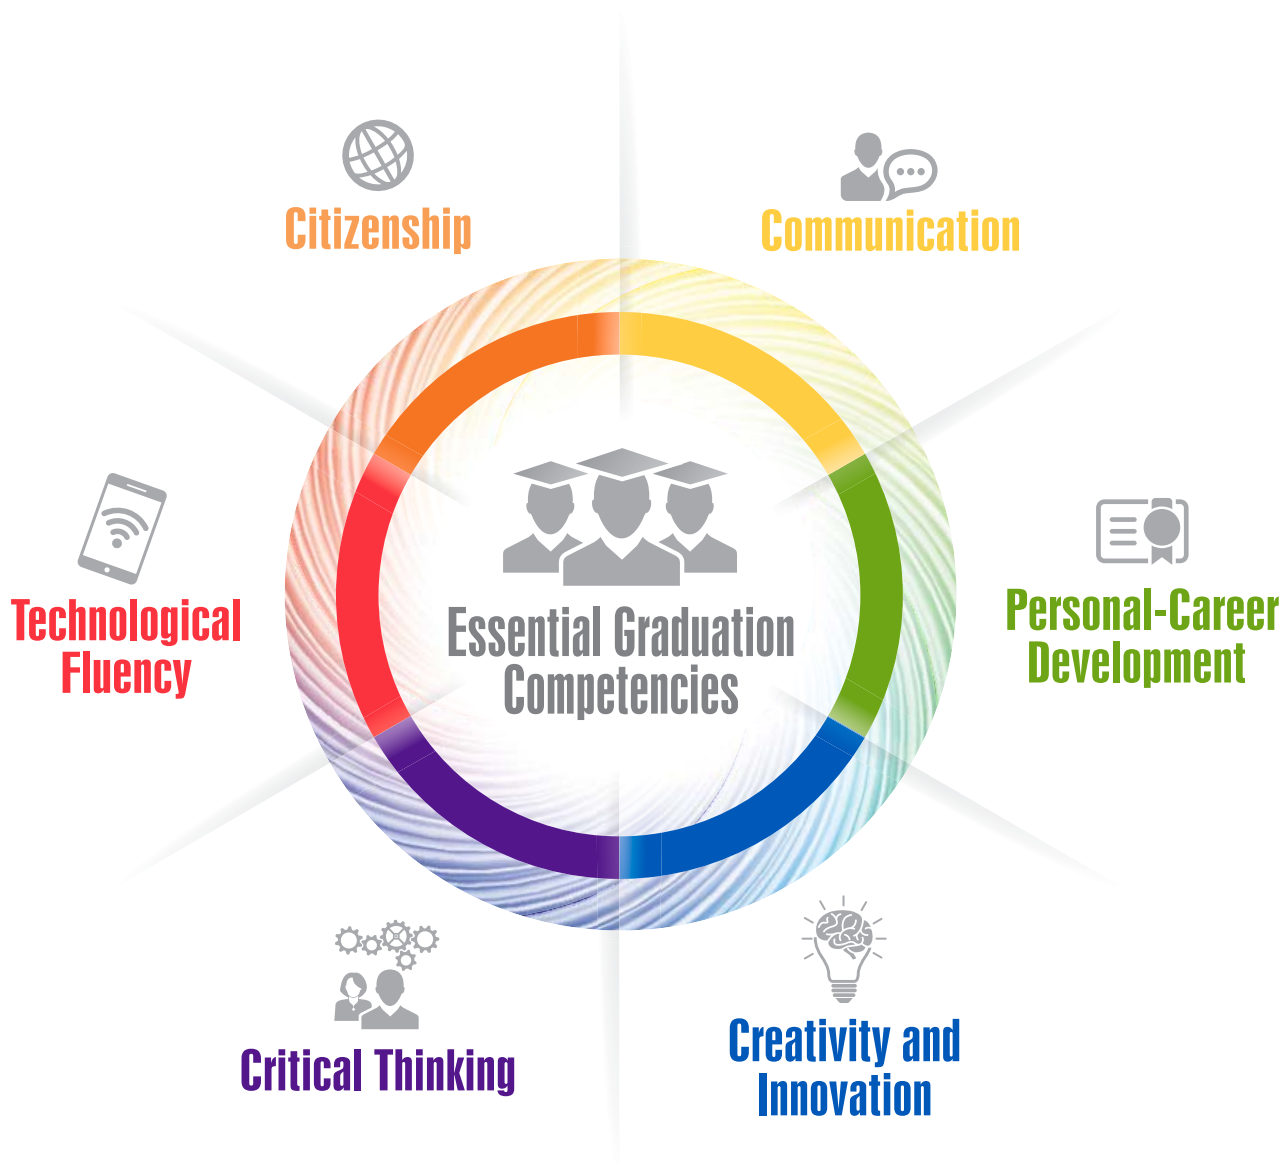 Citizenship
Communication
Technological
Fluency
Essential Graduation
Competencies
Personal-Career
Development
Critical Thinking
Creativity and
Innovation